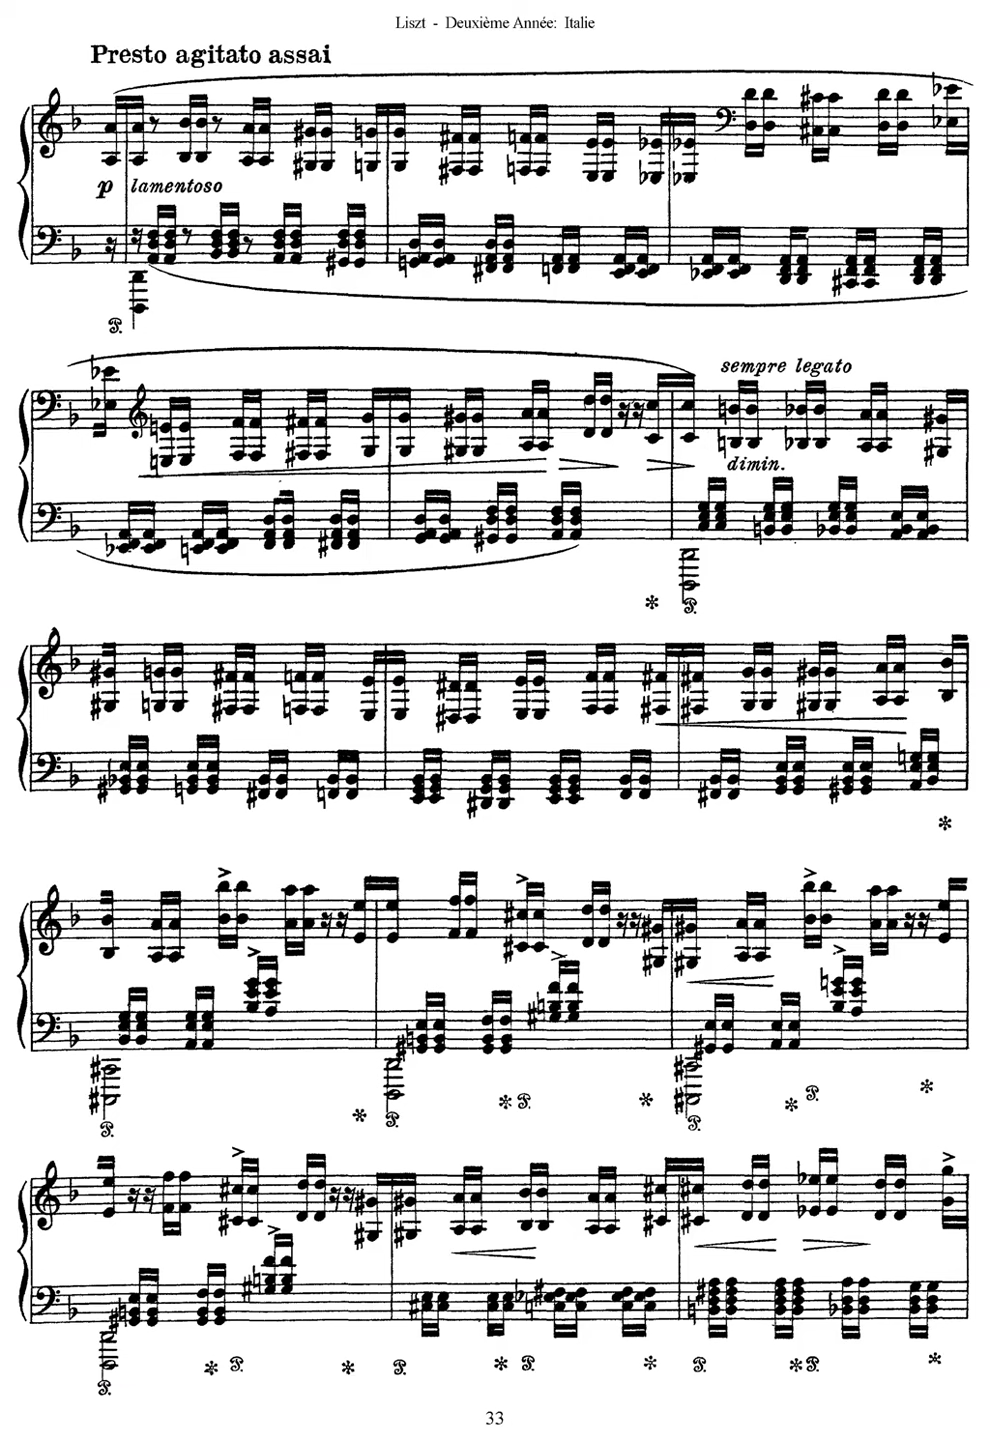 Liszt - Deuxième Année: Italie
Presto agitato assai
p lamentoso
sempre legato
dimin.
33